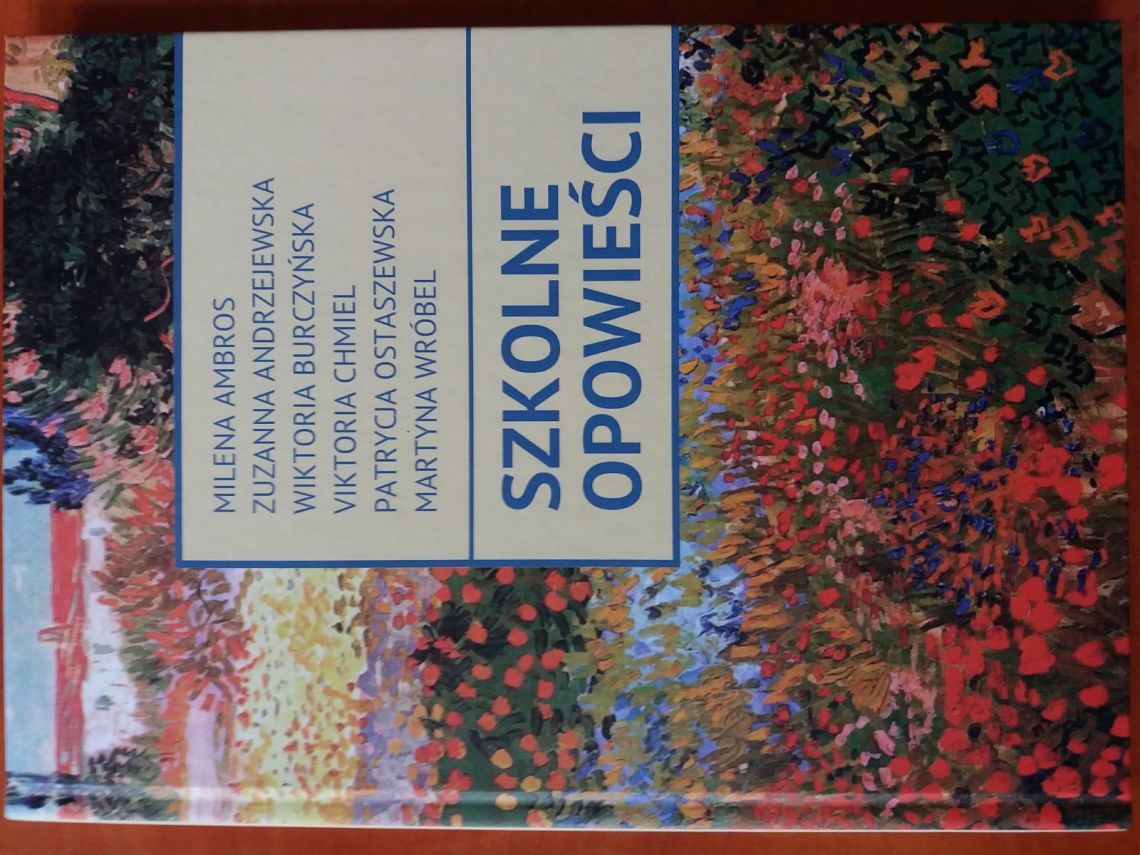 MILENA AMBROS
ZUZANNA ANDRZEJEWSKA
WIKTORIA BURCZYŃSKA
VIKTORIA CHMIEL
PATRYCJA OSTASZEWSKA
MARTYNA WRÓBEL
SZKOLNE
OPOWIEŚCI